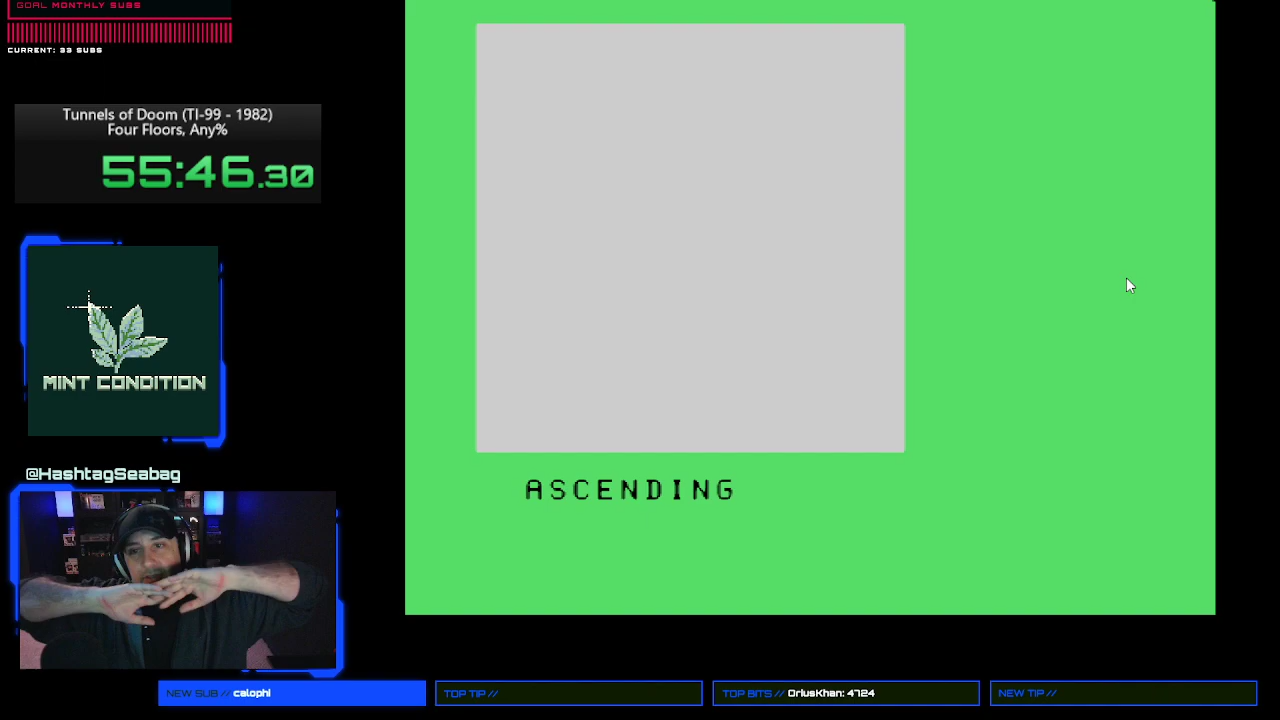 GOAL MONTHLY SUBS
CURRENT: 33 SUBS
Tunnels of Doom (TI-99 - 1982)
Four Floors, Any%
55:46.30
MINT CONDITION
@HashtagSeabag
ASCENDING
NEW SUB // calophi
TOP TIP //
TOP BITS // OriusKhan: 4724
NEW TIP //